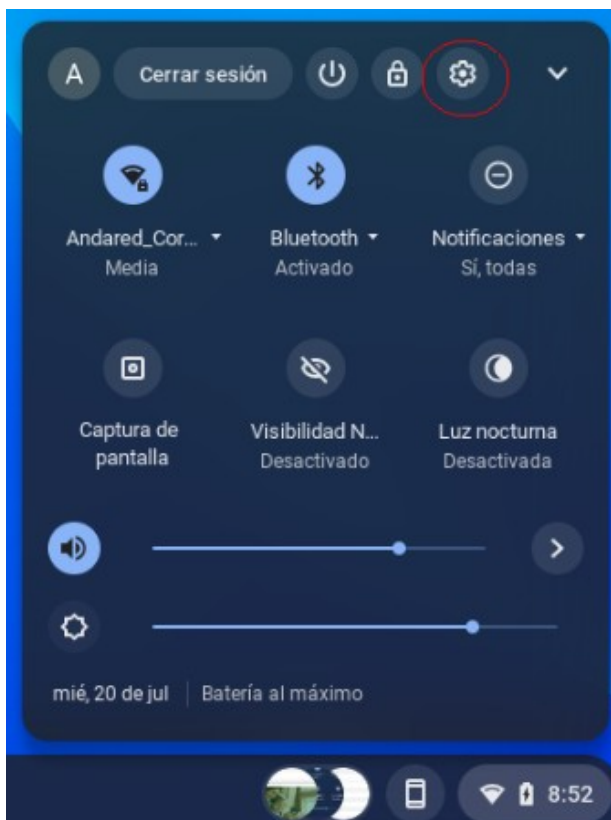 A
Cerrar sesión
Andared_Cor...
Media
Bluetooth
Activado
Notificaciones
Sí, todas
Captura de
pantalla
Visibilidad N...
Desactivado
Luz nocturna
Desactivada
mié, 20 de jul
Batería al máximo
8:52